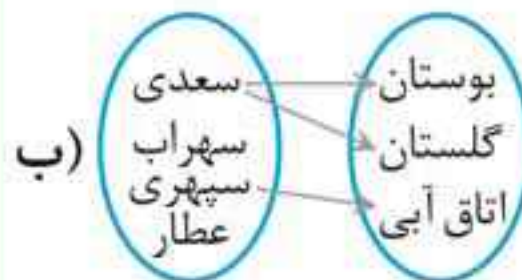 ب)
سعدی
سهراب
سپهری
عطار
بوستان
گلستان
اتاق آبی